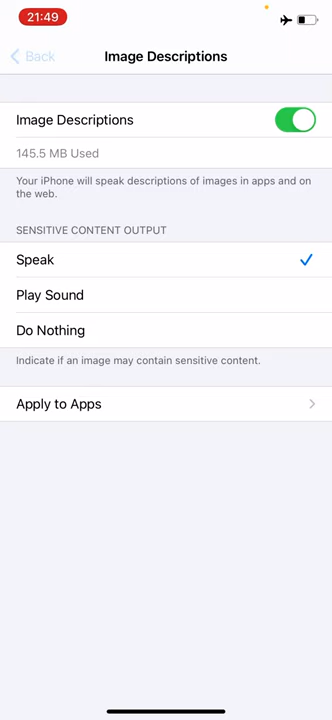 21:49
Back
Image Descriptions
Image Descriptions
145.5 MB Used
Your iPhone will speak descriptions of images in apps and on
the web.
SENSITIVE CONTENT OUTPUT
Speak
Play Sound
Do Nothing
Indicate if an image may contain sensitive content.
Apply to Apps